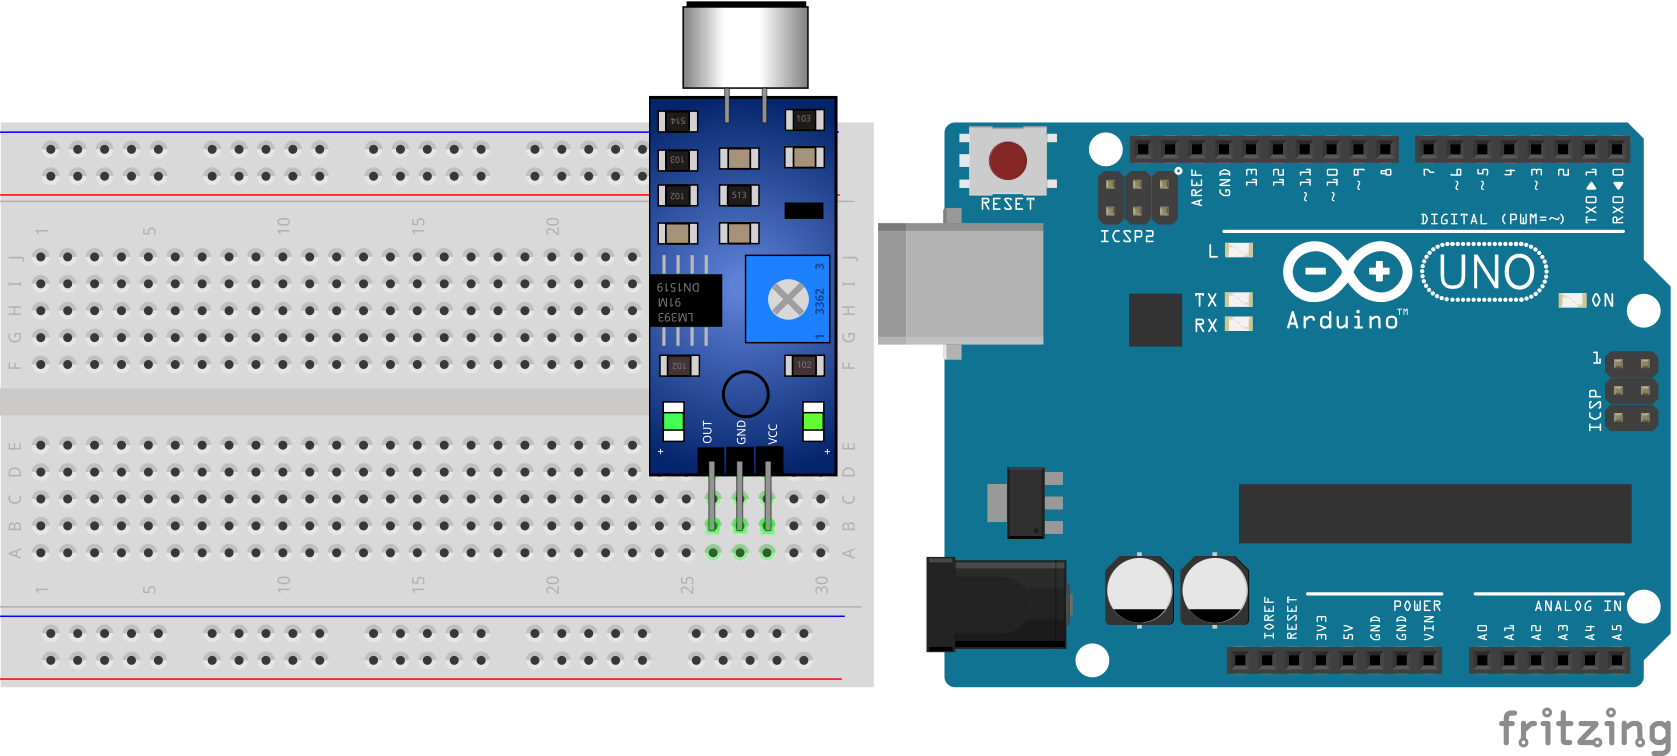 514
103
103
102
513
LM393
91M
DN1519
3
3362
1
102
102
OUT
GND
VCC
+
+
1
5
10
15
20
J
I
H
G
F
J
I
H
G
F
E
D
C
B
A
E
D
C
B
A
1
5
10
15
20
25
30
RESET
ICSP2
AREF
GND
13
12
~11
~10
~9
8
7
~6
~5
4
~3
2
TX0▶1
RX0◀0
DIGITAL (PWM=~)
L
TX
RX
UNO
Arduino™
ON
1
ICSP
IOREF
RESET
3V3
5V
GND
GND
VIN
POWER
A0
A1
A2
A3
A4
A5
ANALOG IN
fritzing